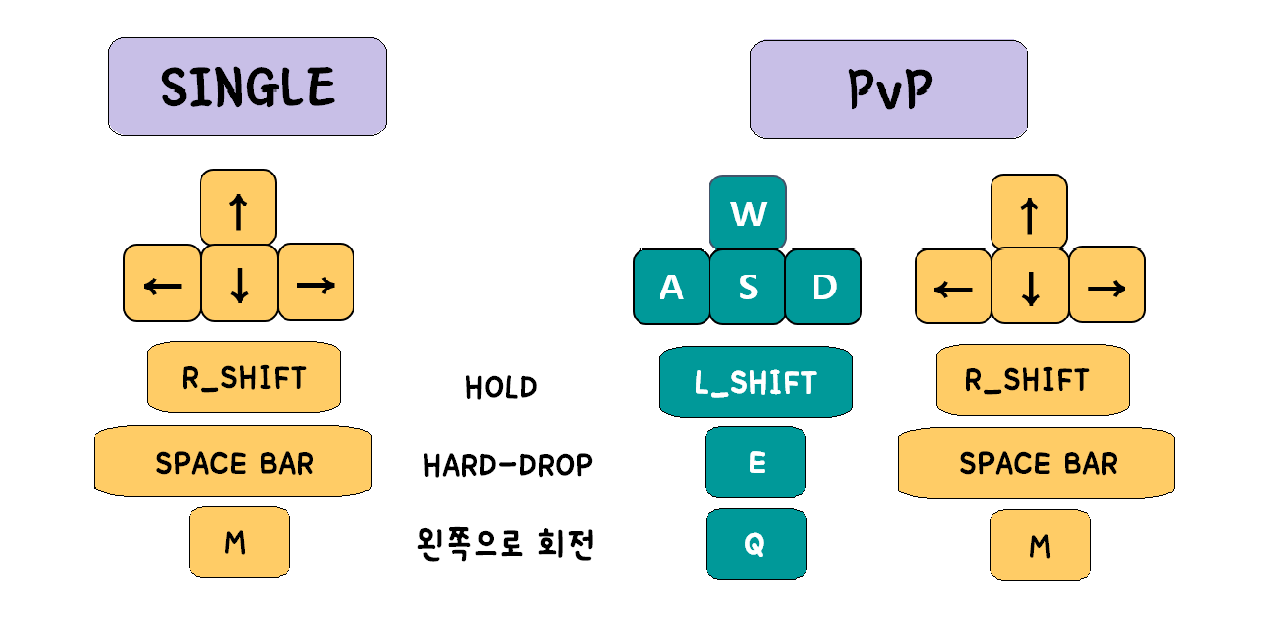 SINGLE PvP
↑ W ↑
← ↓ → A S D ← ↓ →
R_SHIFT HOLD L_SHIFT R_SHIFT
SPACE BAR HARD-DROP E SPACE BAR
M 왼쪽으로 회전 Q M